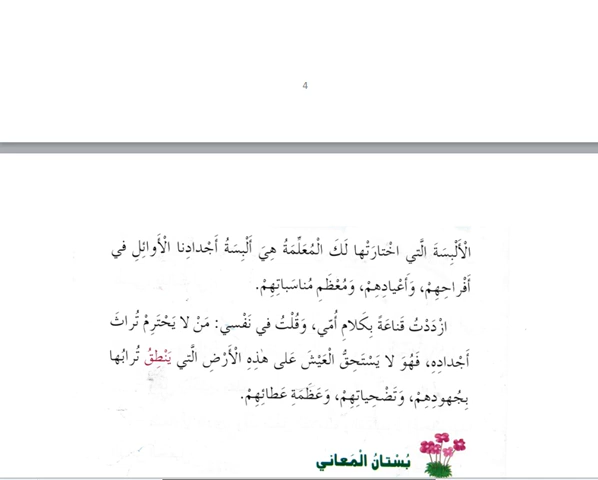 4
الْأَلْبِسَةَ الَّتي اخْتارَتْها لَكَ الْمُعَلِّمَةُ هِيَ أَلْبِسَةُ أَجْدادِنا الْأَوائِلِ في
أَفْراحِهِمْ، وَأَعْيادِهِمْ، وَمُعْظَمِ مُناسَباتِهِمْ.
ازْدَدْتُ قَناعَةً بِكَلامِ أُمّي، وَقُلْتُ في نَفْسي: مَنْ لا يَحْتَرِمْ تُراثَ
أَجْدادِهِ، فَهُوَ لا يَسْتَحِقُّ الْعَيْشَ عَلى هٰذِهِ الْأَرْضِ الَّتي يَنْطِقُ تُرابُها
بِجُهودِهِمْ، وَتَضْحِياتِهِمْ، وَعَظَمَةِ عَطائِهِمْ.
بُسْتانُ الْمَعاني